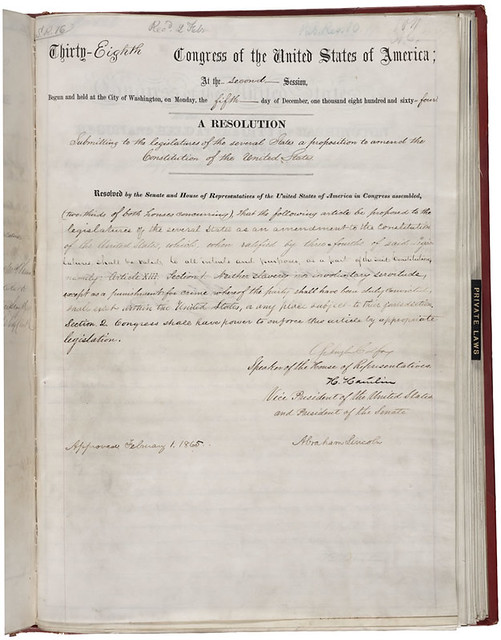 Thirty-Eighth Congress of the United States of America;
At the second Session,
Begun and held at the City of Washington, on Monday, the fifth day of December, one thousand eight hundred and sixty-four
A RESOLUTION
Submitting to the legislatures of the several States a proposition to amend the
Constitution of the United States.
Resolved by the Senate and House of Representatives of the United States of America in Congress assembled,
(two-thirds of both houses concurring), That the following article be proposed to the
legislatures of the several States as an amendment to the constitution
of the United States, which, when ratified by three-fourths of said legis-
latures shall be valid, to all intents and purposes, as a part of the said Constitution,
namely: Article XIII. Section 1. Neither slavery nor involuntary servitude,
except as a punishment for crime whereof the party shall have been duly convicted,
shall exist within the United States, or any place subject to their jurisdiction.
Section 2. Congress shall have power to enforce this article by appropriate
legislation.
Schuyler Colfax
Speaker of the House of Representatives.
H. Hamlin
Vice President of the United States,
and President of the Senate
Approved, February 1, 1865.
Abraham Lincoln
PRIVATE LAWS